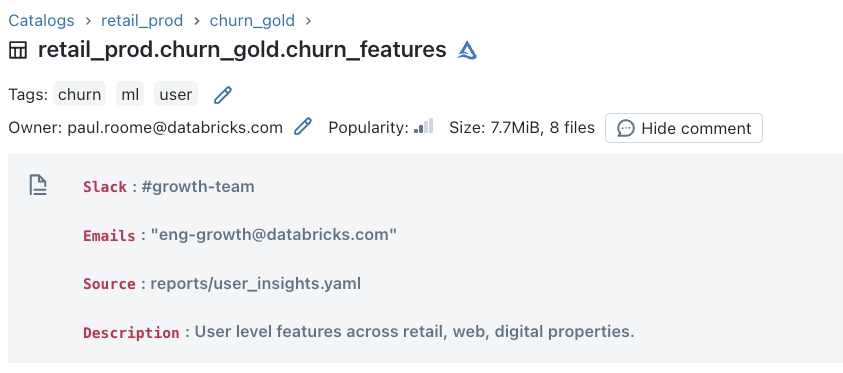 Catalogs > retail_prod > churn_gold >
retail_prod.churn_gold.churn_features
Tags: churn ml user
Owner: paul.roome@databricks.com Popularity: Size: 7.7MiB, 8 files Hide comment
Slack : #growth-team
Emails : "eng-growth@databricks.com"
Source : reports/user_insights.yaml
Description : User level features across retail, web, digital properties.